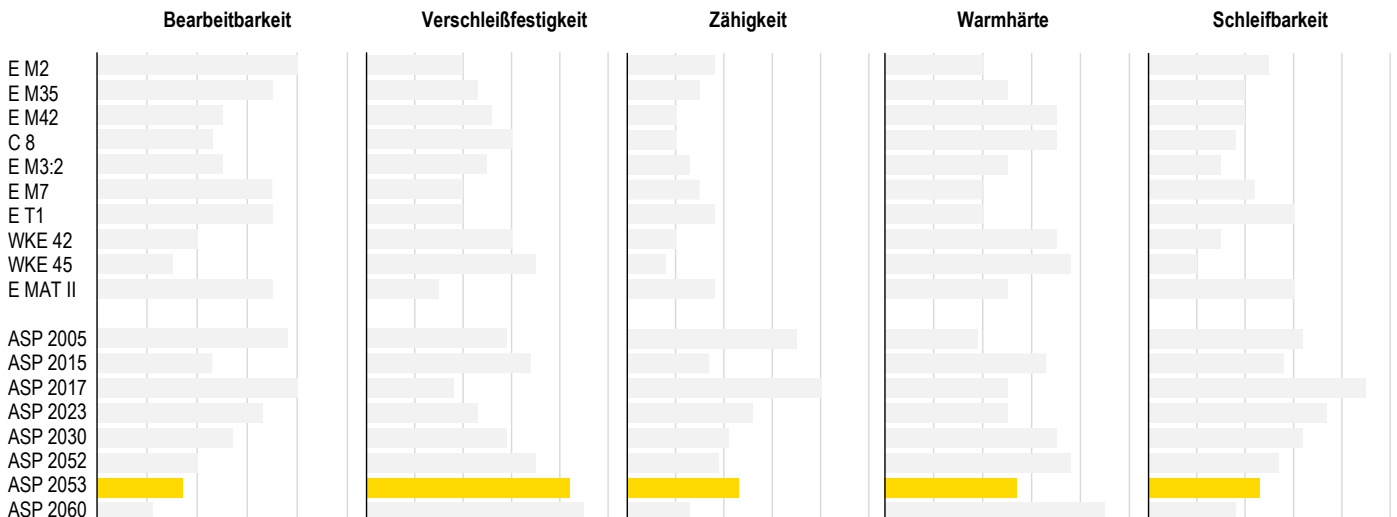 Bearbeitbarkeit Verschleißfestigkeit Zähigkeit Warmhärte Schleifbarkeit
E M2
E M35
E M42
C 8
E M3:2
E M7
E T1
WKE 42
WKE 45
E MAT II
ASP 2005
ASP 2015
ASP 2017
ASP 2023
ASP 2030
ASP 2052
ASP 2053
ASP 2060